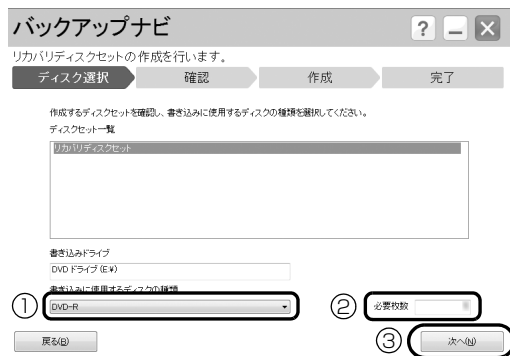 バックアップナビ
?
リカバリディスクセットの作成を行います。
ディスク選択 確認 作成 完了
作成するディスクセットを確認し、書き込みに使用するディスクの種類を選択してください。
ディスクセット一覧
リカバリディスクセット
書き込みドライブ
DVD ドライブ (E:¥)
書き込みに使用するディスクの種類
① DVD-R ② 必要枚数
戻る(B) ③ 次へ(N)